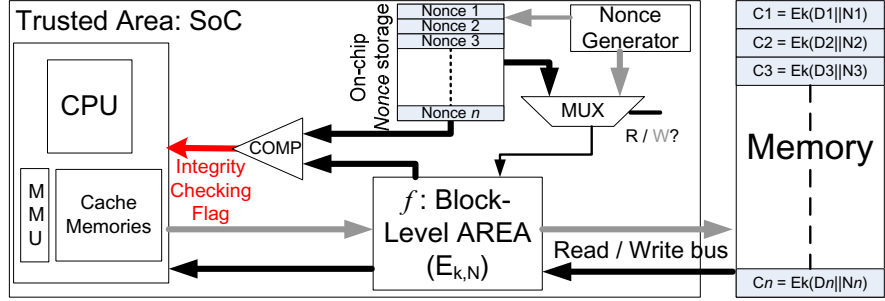 Trusted Area: SoC
CPU
M
M
U
Cache
Memories
Integrity
Checking
Flag
COMP
On-chip
Nonce storage
Nonce 1
Nonce 2
Nonce 3
Nonce n
Nonce
Generator
MUX
R / W?
f: Block-
Level AREA
(Ek,N)
Read / Write bus
C1 = Ek(D1||N1)
C2 = Ek(D2||N2)
C3 = Ek(D3||N3)
Memory
Cn = Ek(Dn||Nn)